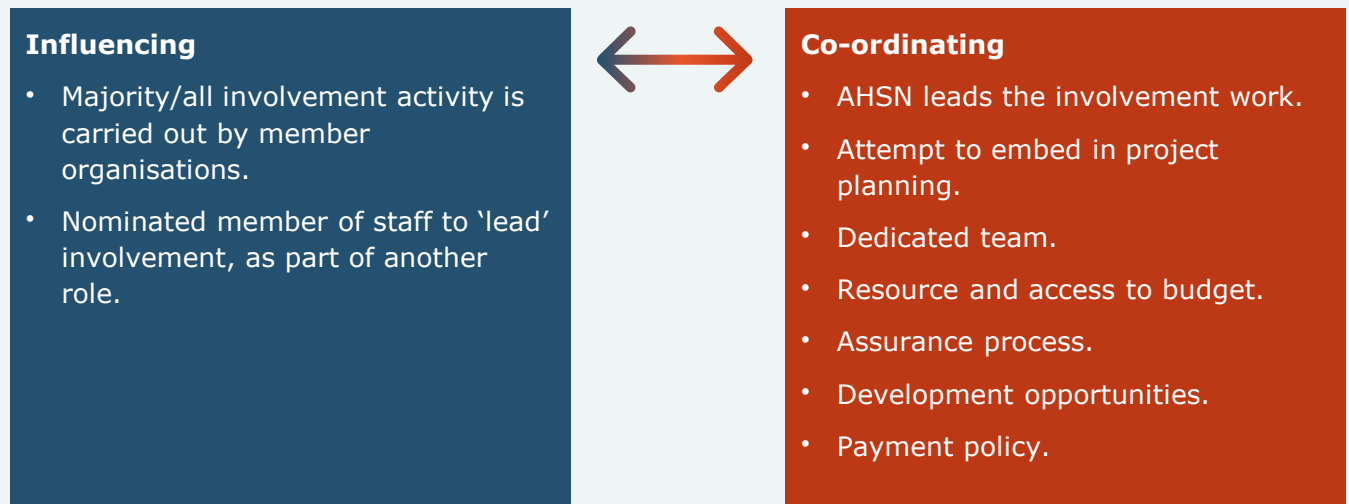 Influencing
• Majority/all involvement activity is
carried out by member
organisations.
• Nominated member of staff to ‘lead’
involvement, as part of another
role.
Co-ordinating
• AHSN leads the involvement work.
• Attempt to embed in project
planning.
• Dedicated team.
• Resource and access to budget.
• Assurance process.
• Development opportunities.
• Payment policy.